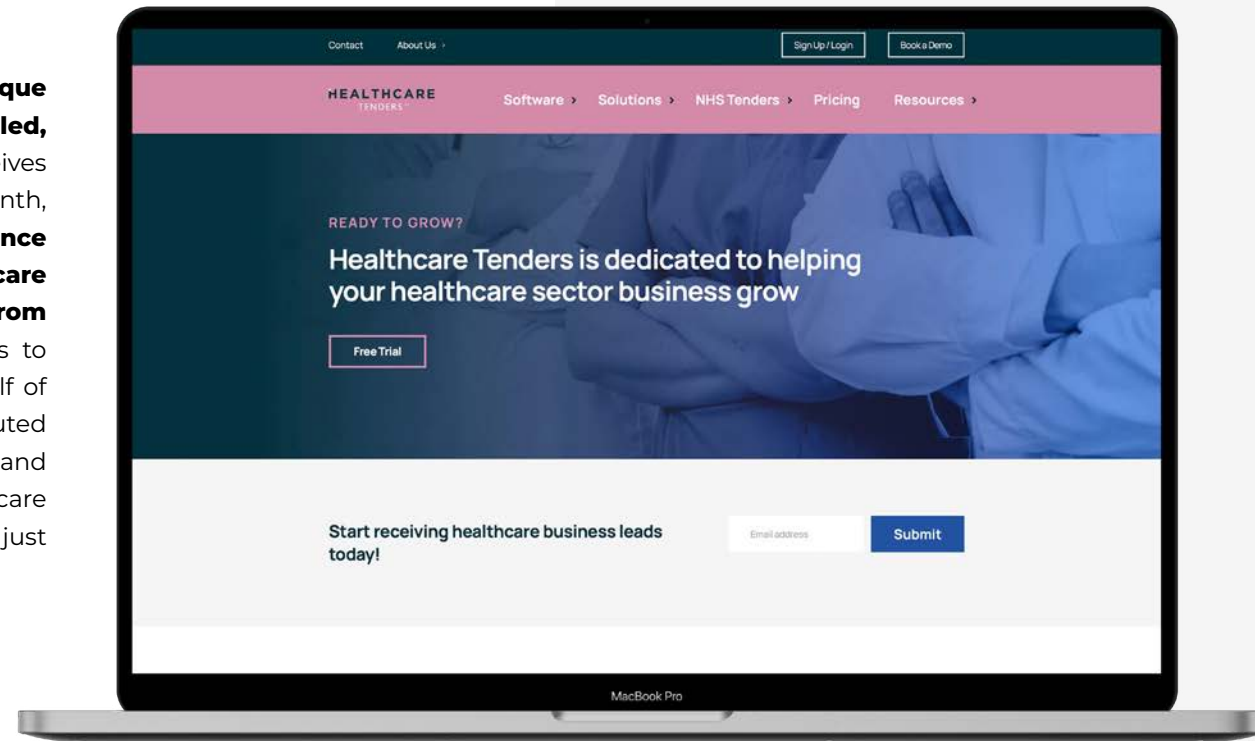 que
led,
ives
nth,
nce
care
rom
s to
lf of
uted
and
care
just
Contact About Us ›
Sign Up / Login Book a Demo
HEALTHCARE
TENDERS™
Software › Solutions › NHS Tenders › Pricing Resources ›
READY TO GROW?
Healthcare Tenders is dedicated to helping
your healthcare sector business grow
Free Trial
Start receiving healthcare business leads
today!
Email address Submit
MacBook Pro